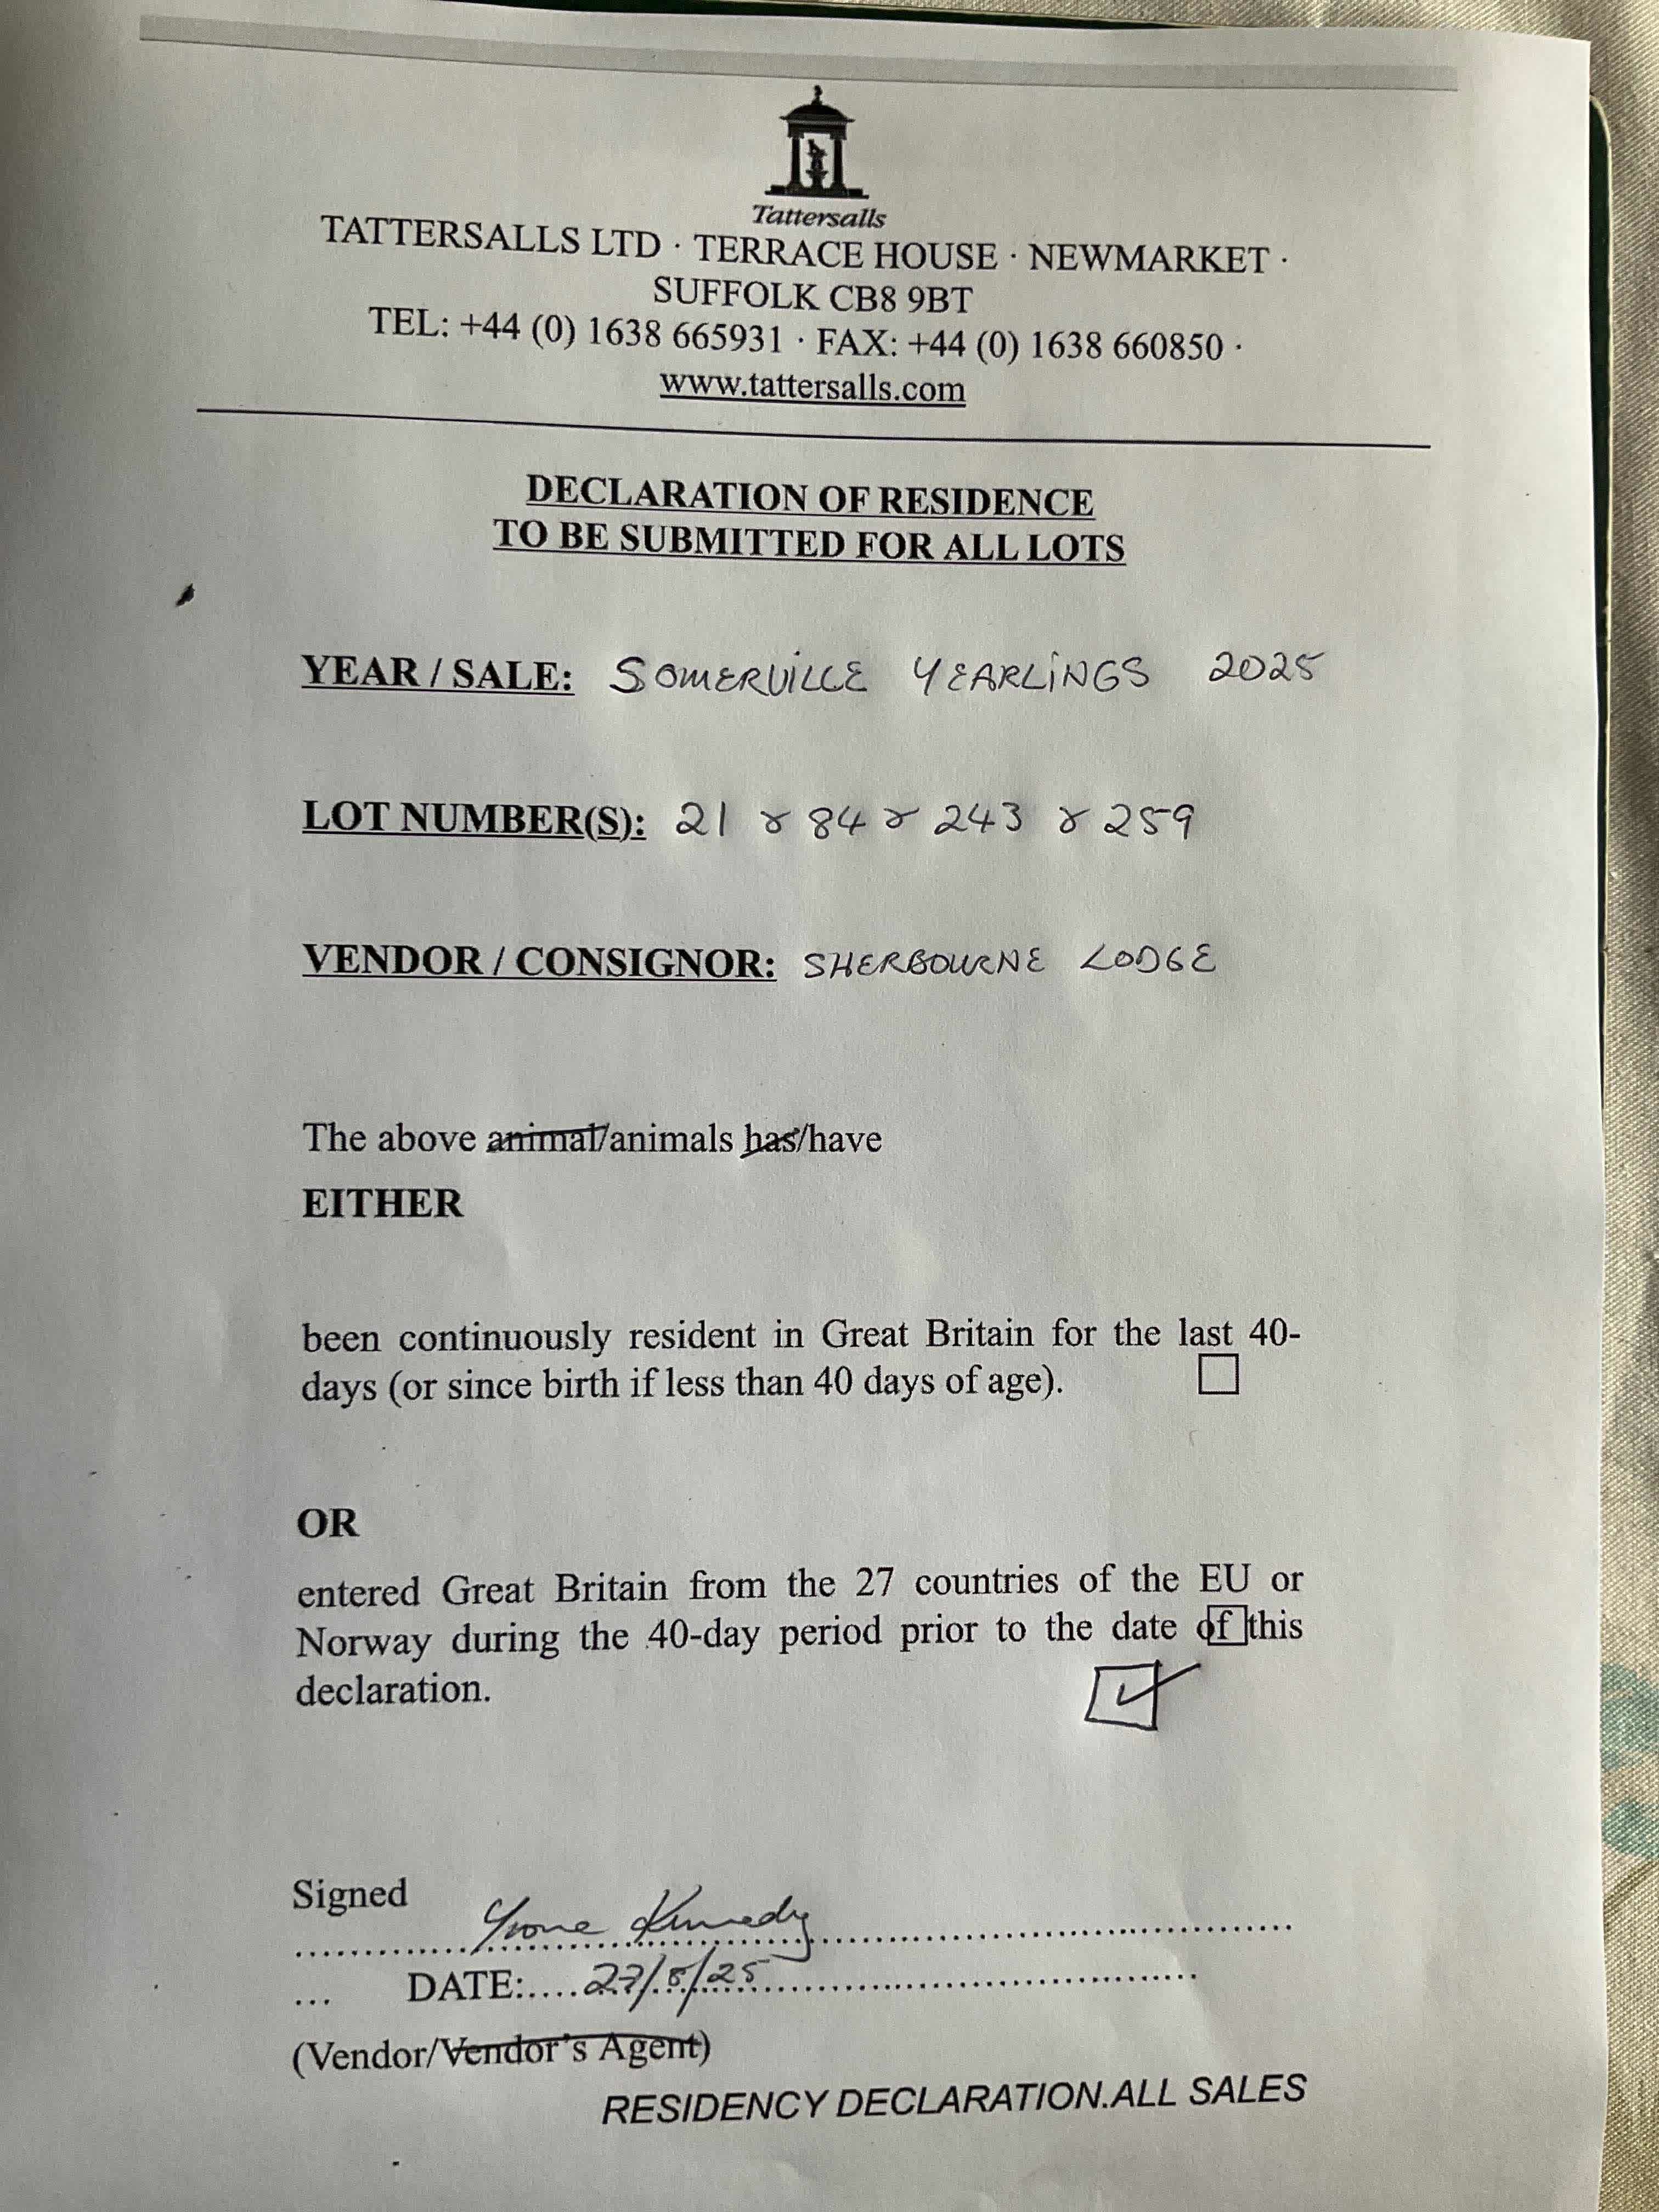 Tattersalls
TATTERSALLS LTD · TERRACE HOUSE · NEWMARKET ·
SUFFOLK CB8 9BT
TEL: +44 (0) 1638 665931 · FAX: +44 (0) 1638 660850 ·
www.tattersalls.com
DECLARATION OF RESIDENCE
TO BE SUBMITTED FOR ALL LOTS
YEAR / SALE: SOMERVILLE YEARLINGS 2025
LOT NUMBER(S): 21 & 84 & 243 & 259
VENDOR / CONSIGNOR: SHERBOURNE LODGE
The above animal/animals has/have
EITHER
been continuously resident in Great Britain for the last 40-
days (or since birth if less than 40 days of age).
OR
entered Great Britain from the 27 countries of the EU or
Norway during the 40-day period prior to the date of this
declaration.
Signed
Yvonne Kennedy
... DATE:....27/8/25..............................
(Vendor/Vendor's Agent)
RESIDENCY DECLARATION.ALL SALES